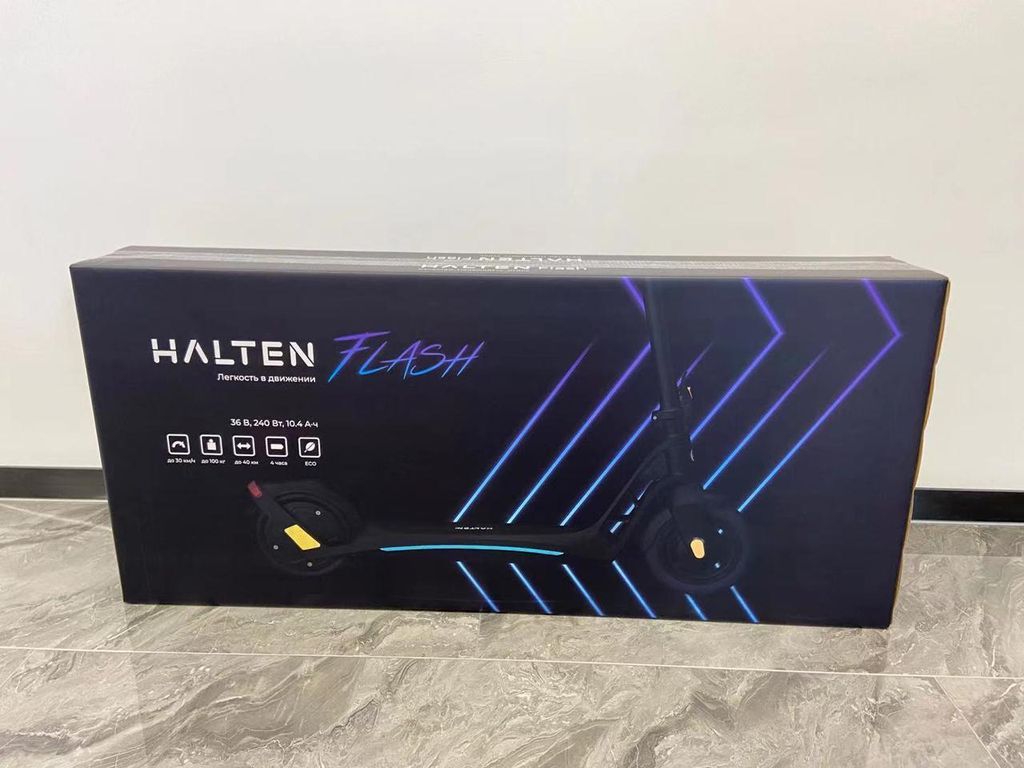 HALTEN Flash
HALTEN Flash
HALTEN FLASH
Легкость в движении
36 В, 240 Вт, 10.4 А·ч
до 30 км/ч до 100 кг до 40 км 4 часа ECO
HALTEN